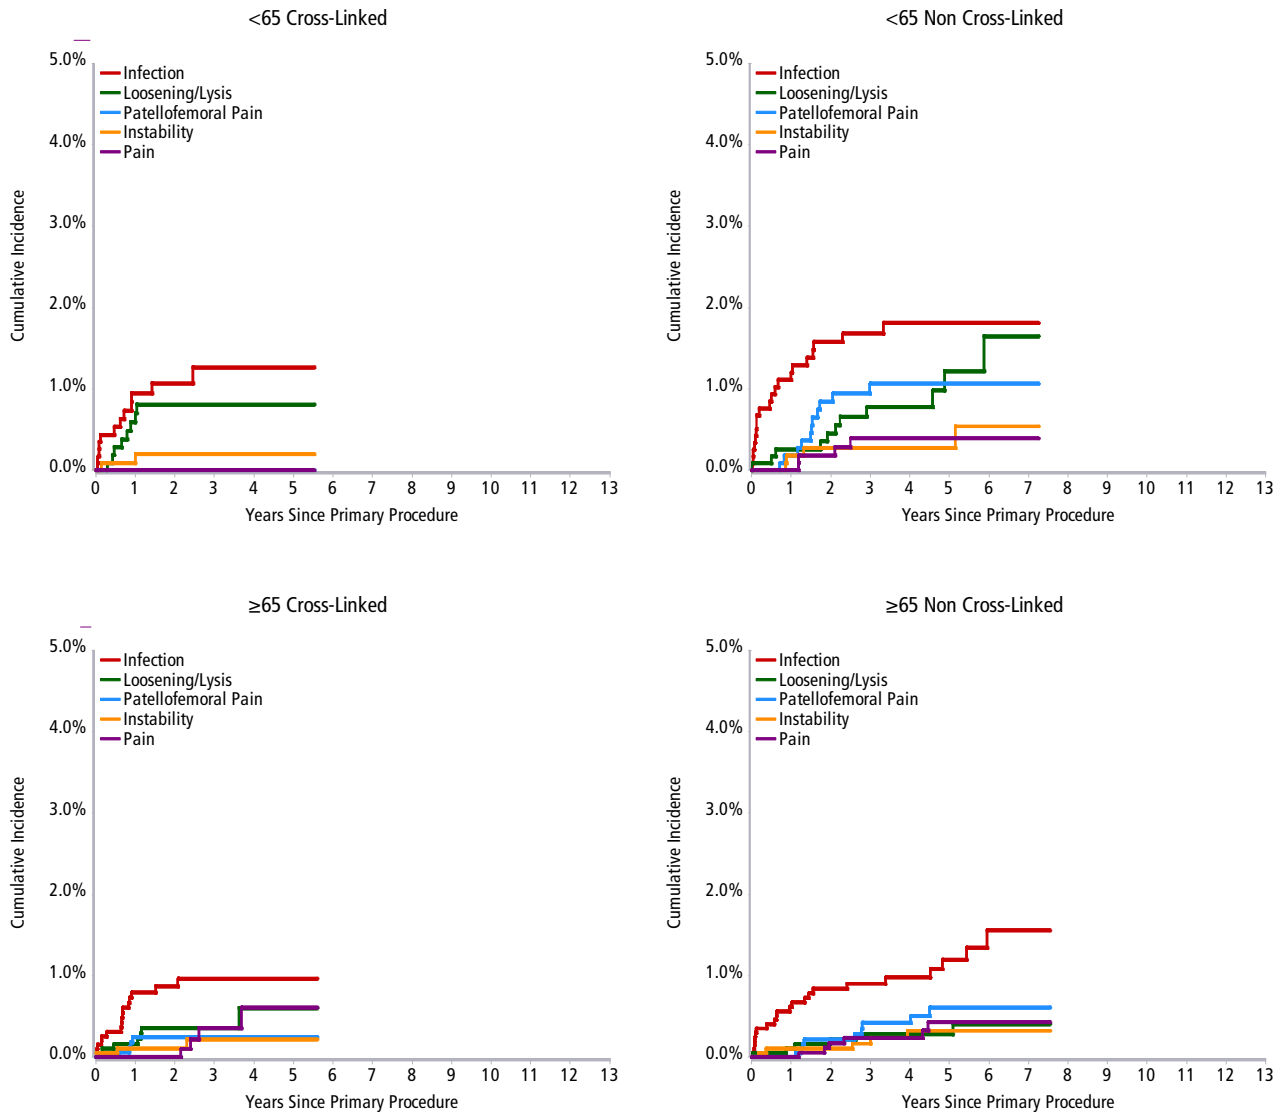 <65 Cross-Linked
5.0%
4.0%
3.0%
2.0%
1.0%
0.0%
Cumulative Incidence
Infection
Loosening/Lysis
Patellofemoral Pain
Instability
Pain
0 1 2 3 4 5 6 7 8 9 10 11 12 13
Years Since Primary Procedure
<65 Non Cross-Linked
5.0%
4.0%
3.0%
2.0%
1.0%
0.0%
Cumulative Incidence
Infection
Loosening/Lysis
Patellofemoral Pain
Instability
Pain
0 1 2 3 4 5 6 7 8 9 10 11 12 13
Years Since Primary Procedure
≥65 Cross-Linked
5.0%
4.0%
3.0%
2.0%
1.0%
0.0%
Cumulative Incidence
Infection
Loosening/Lysis
Patellofemoral Pain
Instability
Pain
0 1 2 3 4 5 6 7 8 9 10 11 12 13
Years Since Primary Procedure
≥65 Non Cross-Linked
5.0%
4.0%
3.0%
2.0%
1.0%
0.0%
Cumulative Incidence
Infection
Loosening/Lysis
Patellofemoral Pain
Instability
Pain
0 1 2 3 4 5 6 7 8 9 10 11 12 13
Years Since Primary Procedure